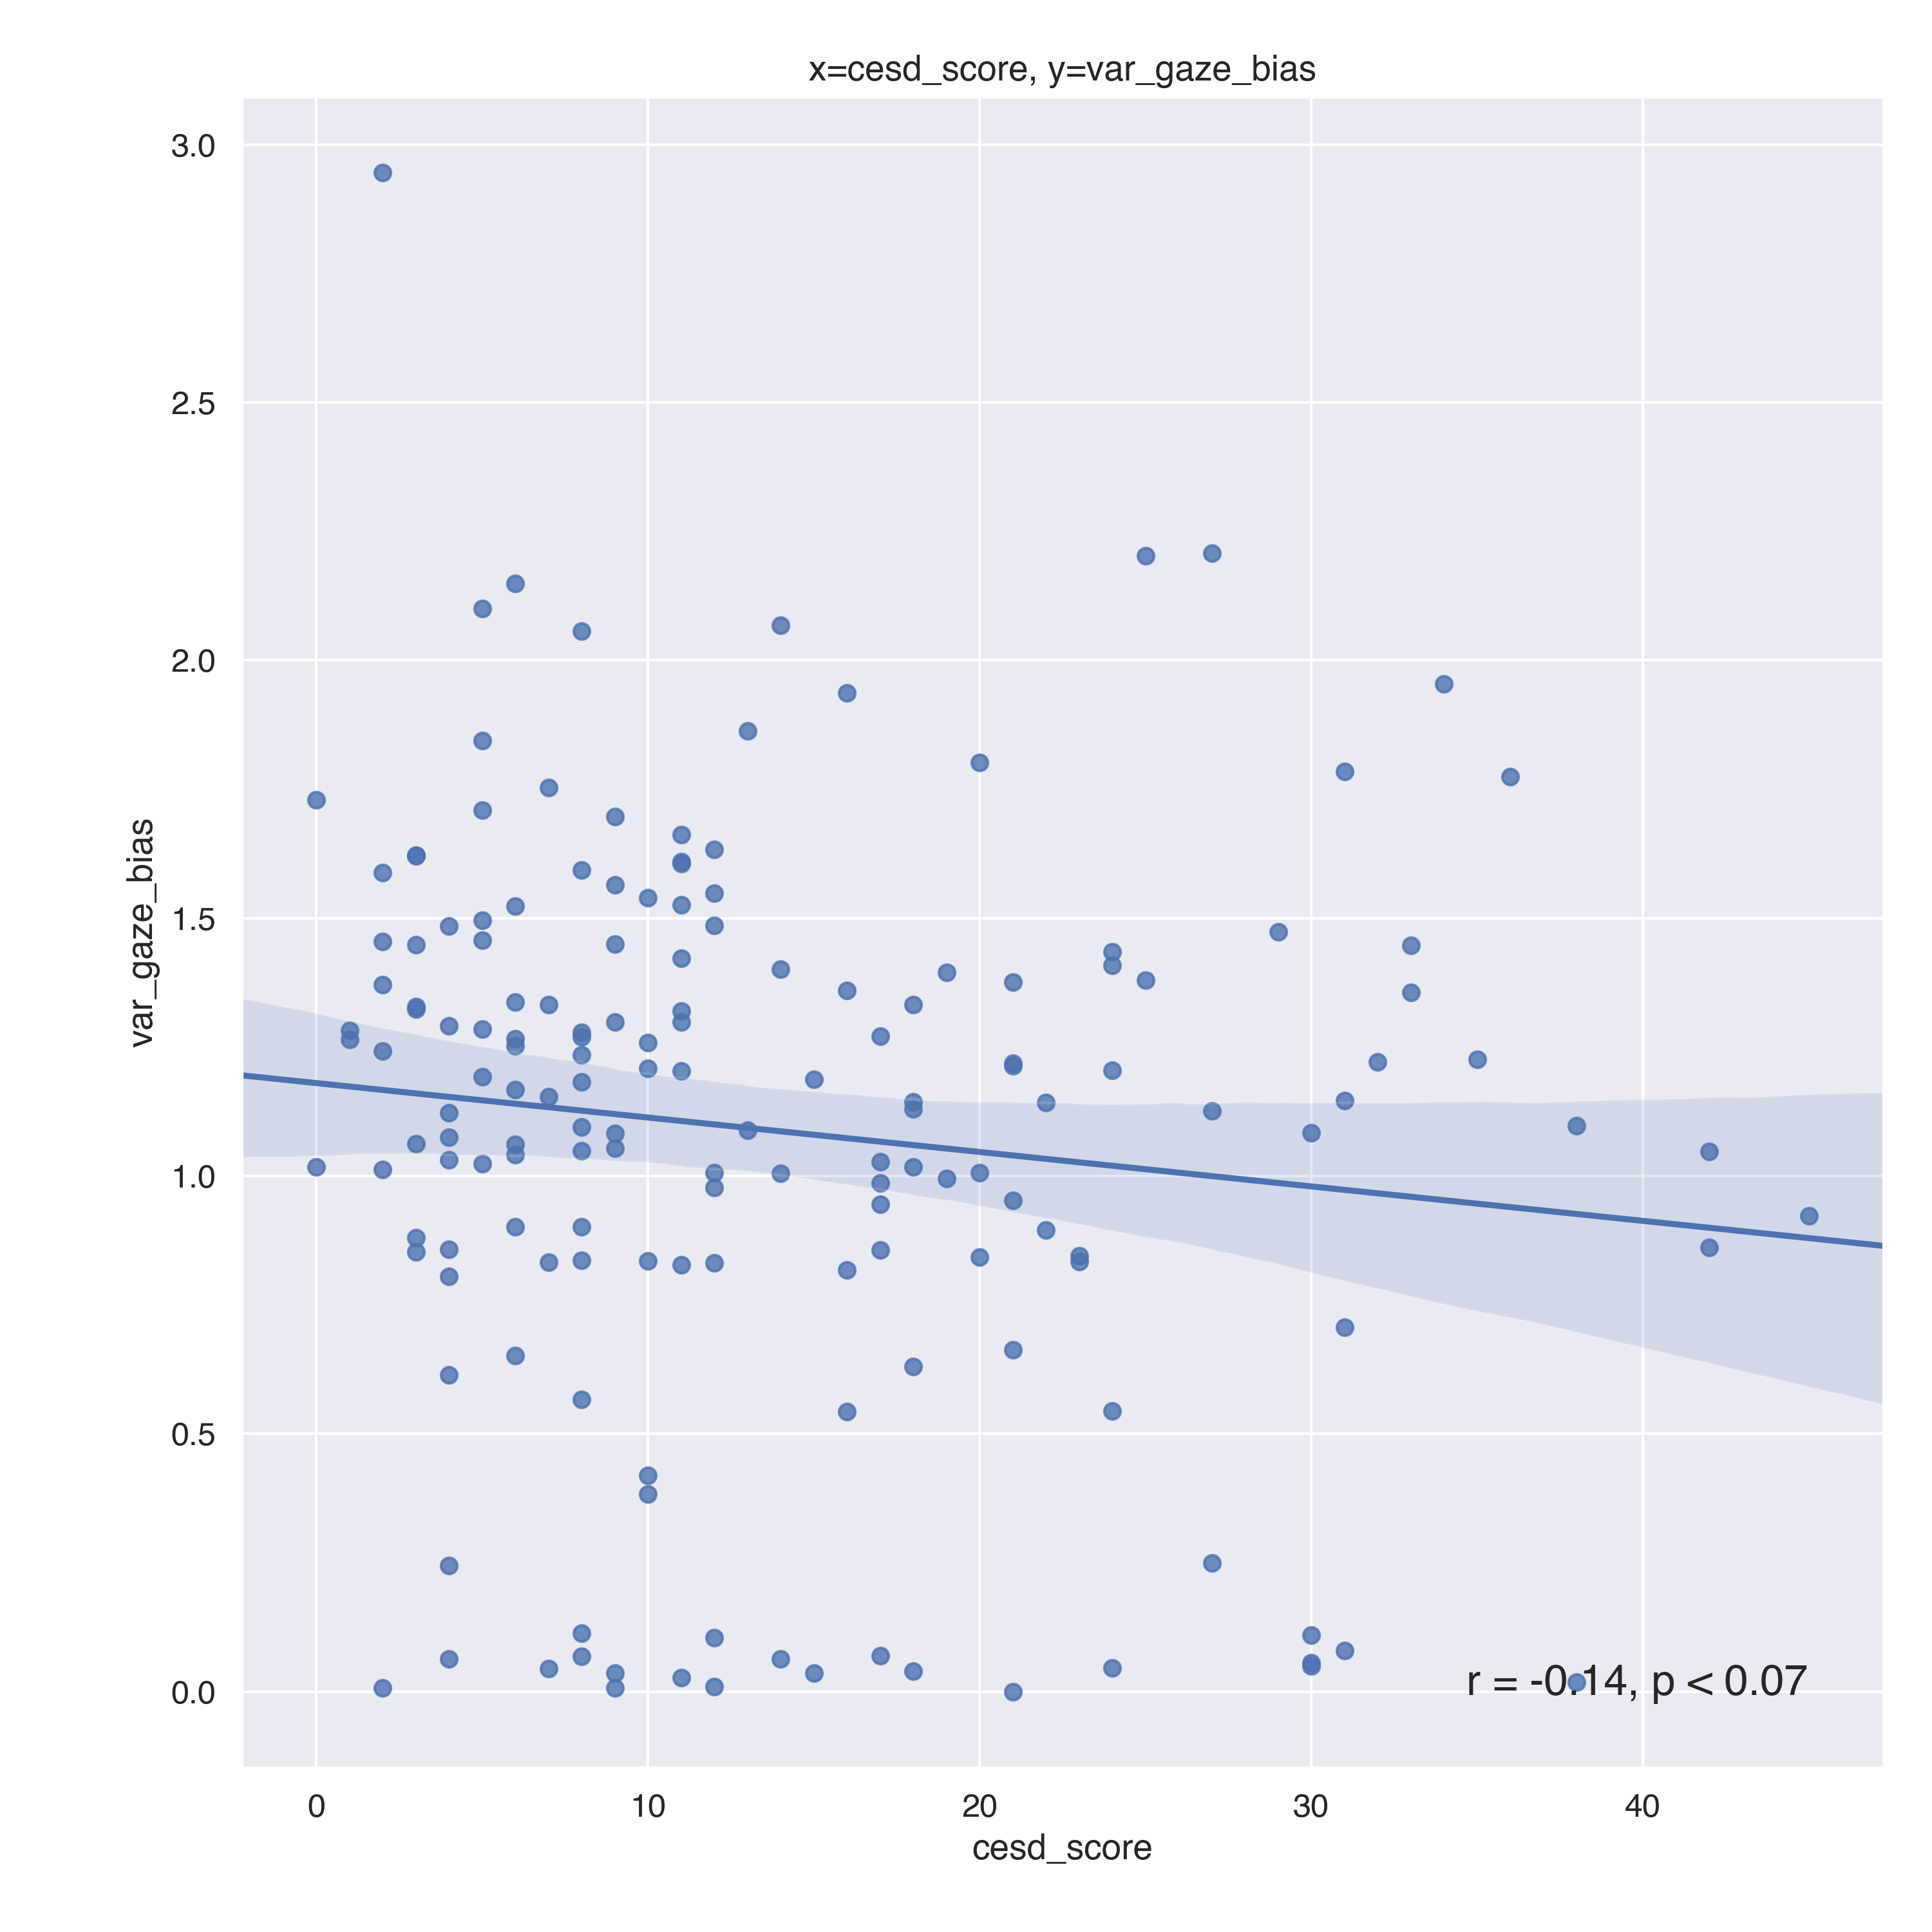 x=cesd_score, y=var_gaze_bias
3.0
2.5
2.0
1.5
1.0
0.5
0.0
var_gaze_bias
r = -0.14, p < 0.07
0 10 20 30 40
cesd_score